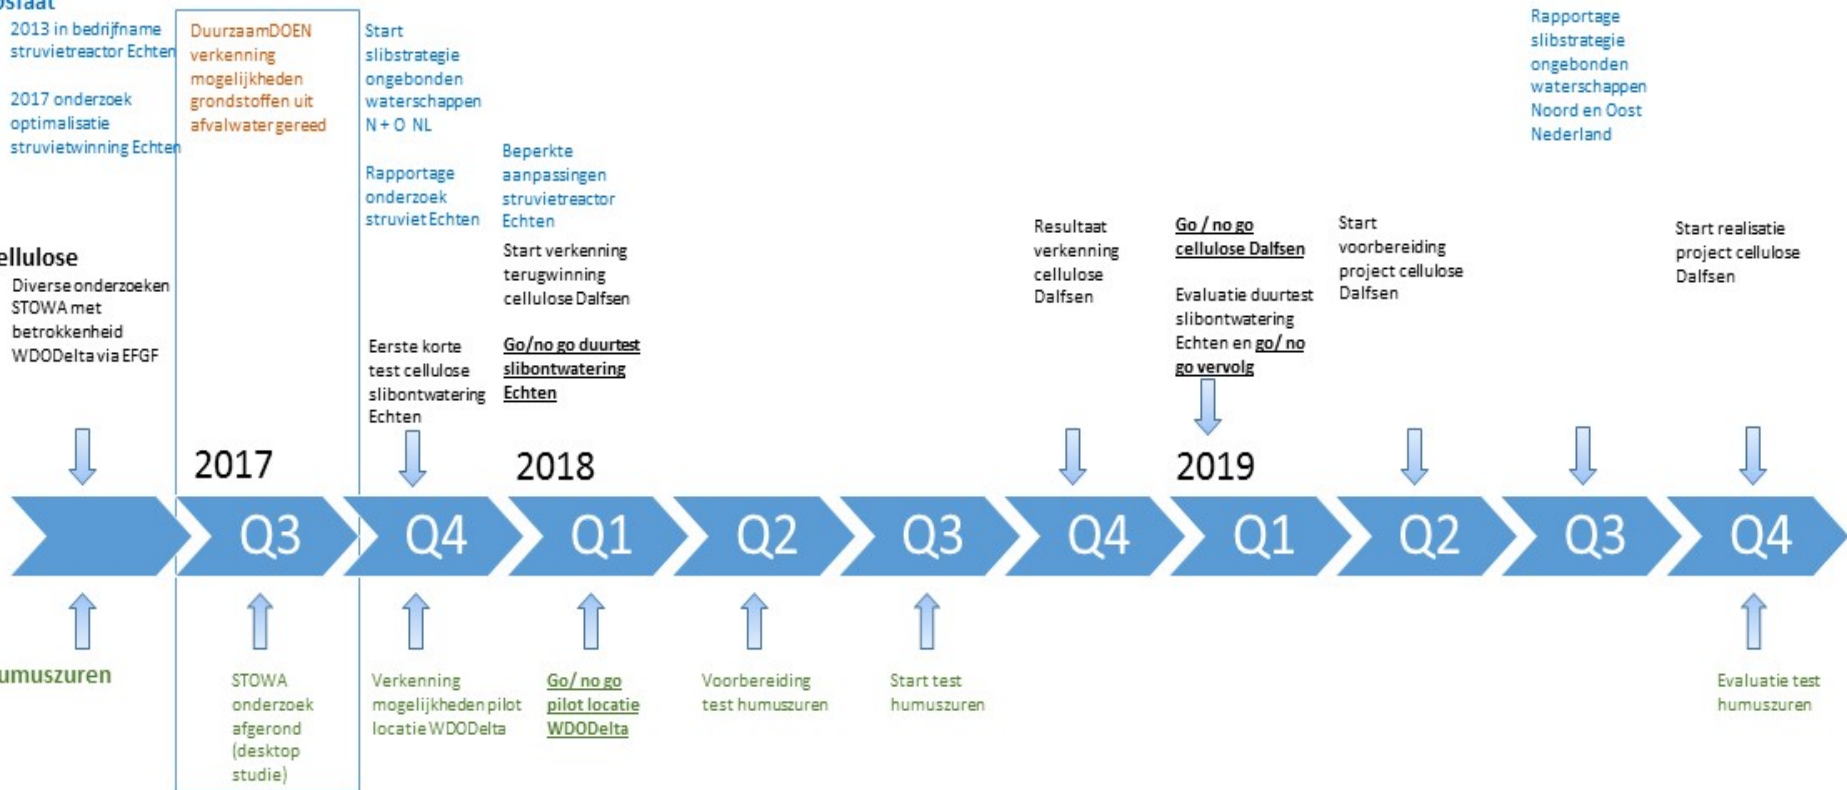 osfaat
2013 in bedrijfname
struvietreactor Echten
2017 onderzoek
optimalisatie
struvietwinning Echten
DuurzaamDOEN
verkenning
mogelijkheden
grondstoffen uit
afvalwater gereed
Start
slibstrategie
ongebonden
waterschappen
N + O NL
Rapportage
onderzoek
struviet Echten
Beperkte
aanpassingen
struvietreactor
Echten
Rapportage
slibstrategie
ongebonden
waterschappen
Noord en Oost
Nederland
ellulose
Diverse onderzoeken
STOWA met
betrokkenheid
WDODelta via EFGF
Eerste korte
test cellulose
slibontwatering
Echten
Start verkenning
terugwinning
cellulose Dalfsen
Go/no go duurtest
slibontwatering
Echten
Resultaat
verkenning
cellulose
Dalfsen
Go / no go
cellulose Dalfsen
Evaluatie duurtest
slibontwatering
Echten en go/ no
go vervolg
Start
voorbereiding
project cellulose
Dalfsen
Start realisatie
project cellulose
Dalfsen
2017
2018
2019
Q3
Q4
Q1
Q2
Q3
Q4
Q1
Q2
Q3
Q4
umuszuren
STOWA
onderzoek
afgerond
(desktop
studie)
Verkenning
mogelijkheden pilot
locatie WDODelta
Go/ no go
pilot locatie
WDODelta
Voorbereiding
test humuszuren
Start test
humuszuren
Evaluatie test
humuszuren